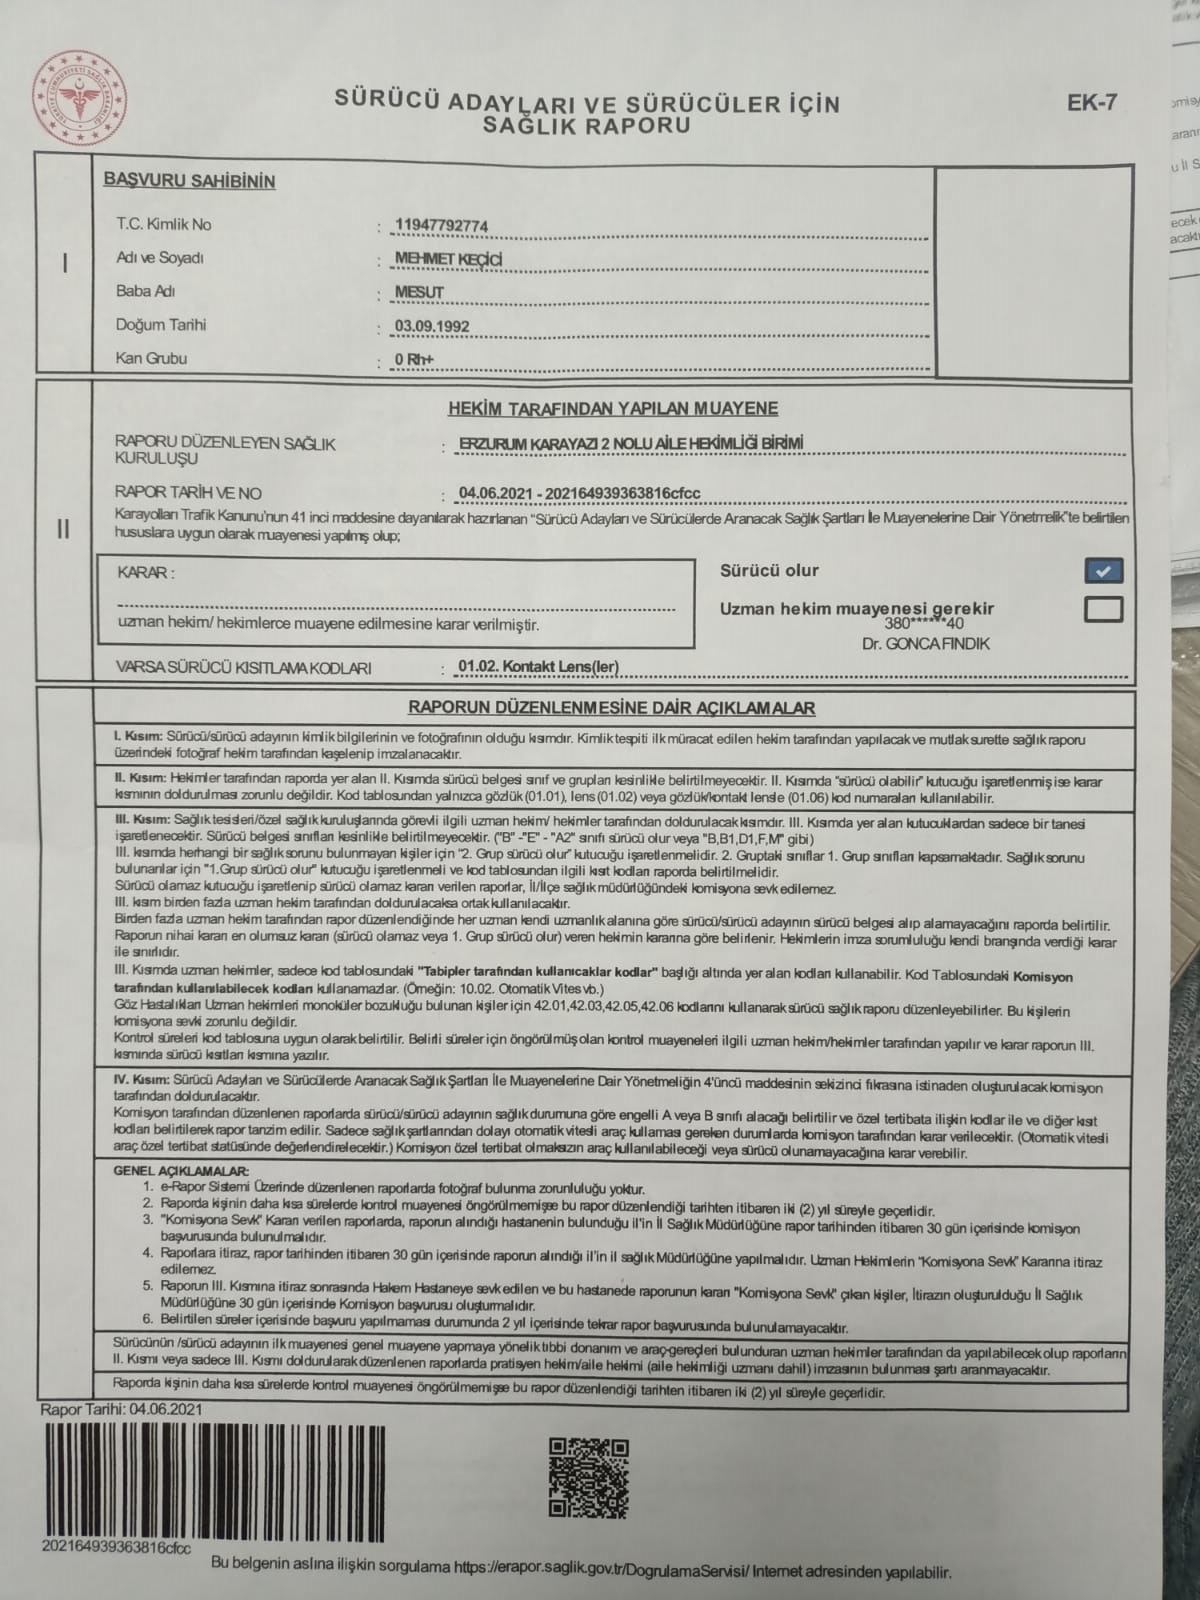 SÜRÜCÜ ADAYLARI VE SÜRÜCÜLER İÇİN
SAĞLIK RAPORU
EK-7
I
BAŞVURU SAHİBİNİN
T.C. Kimlik No : 11947792774
Adı ve Soyadı : MEHMET KEÇİCİ
Baba Adı : MESUT
Doğum Tarihi : 03.09.1992
Kan Grubu : 0 Rh+
II
HEKİM TARAFINDAN YAPILAN MUAYENE
RAPORU DÜZENLEYEN SAĞLIK
KURULUŞU : ERZURUM KARAYAZI 2 NOLU AİLE HEKİMLİĞİ BİRİMİ
RAPOR TARİH VE NO : 04.06.2021 - 202164939363816cfcc
Karayolları Trafik Kanunu'nun 41 inci maddesine dayanılarak hazırlanan "Sürücü Adayları ve Sürücülerde Aranacak Sağlık Şartları İle Muayenelerine Dair Yönetmelik"te belirtilen
hususlara uygun olarak muayenesi yapılmış olup;
KARAR :
uzman hekim/ hekimlerce muayene edilmesine karar verilmiştir.
Sürücü olur
Uzman hekim muayenesi gerekir
380******40
Dr. GONCA FINDIK
VARSA SÜRÜCÜ KISITLAMA KODLARI : 01.02. Kontakt Lens(ler)
RAPORUN DÜZENLENMESİNE DAİR AÇIKLAMALAR
I. Kısım: Sürücü/sürücü adayının kimlik bilgilerinin ve fotoğrafının olduğu kısımdır. Kimlik tespiti ilk müracat edilen hekim tarafından yapılacak ve mutlak surette sağlık raporu
üzerindeki fotoğraf hekim tarafından kaşelenip imzalanacaktır.
II. Kısım: Hekimler tarafından raporda yer alan II. Kısımda sürücü belgesi sınıf ve grupları kesinlikle belirtilmeyecektir. II. Kısımda "sürücü olabilir" kutucuğu işaretlenmiş ise karar
kısmının doldurulması zorunlu değildir. Kod tablosundan yalnızca gözlük (01.01), lens (01.02) veya gözlük/kontakt lensle (01.06) kod numaraları kullanılabilir.
III. Kısım: Sağlık tesisleri/özel sağlık kuruluşlarında görevli ilgili uzman hekim/ hekimler tarafından doldurulacak kısımdır. III. Kısımda yer alan kutucuklardan sadece bir tanesi
işaretlenecektir. Sürücü belgesi sınıfları kesinlikle belirtilmeyecektir. ("B" -"E" - "A2" sınıfı sürücü olur veya "B,B1,D1,F,M" gibi)
III. kısımda herhangi bir sağlık sorunu bulunmayan kişiler için "2. Grup sürücü olur" kutucuğu işaretlenmelidir. 2. Gruptaki sınıflar 1. Grup sınıfları kapsamaktadır. Sağlık sorunu
bulunanlar için "1.Grup sürücü olur" kutucuğu işaretlenmeli ve kod tablosundan ilgili kısıt kodları raporda belirtilmelidir.
Sürücü olamaz kutucuğu işaretlenip sürücü olamaz kararı verilen raporlar, İl/İlçe sağlık müdürlüğündeki komisyona sevk edilemez.
III. kısım birden fazla uzman hekim tarafından doldurulacaksa ortak kullanılacaktır.
Birden fazla uzman hekim tarafından rapor düzenlendiğinde her uzman kendi uzmanlık alanına göre sürücü/sürücü adayının sürücü belgesi alıp alamayacağını raporda belirtilir.
Raporun nihai kararı en olumsuz kararı (sürücü olamaz veya 1. Grup sürücü olur) veren hekimin kararına göre belirlenir. Hekimlerin imza sorumluluğu kendi branşında verdiği karar
ile sınırlıdır.
III. Kısımda uzman hekimler, sadece kod tablosundaki "Tabipler tarafından kullanıcaklar kodlar" başlığı altında yer alan kodları kullanabilir. Kod Tablosundaki Komisyon
tarafından kullanılabilecek kodları kullanamazlar. (Örneğin: 10.02. Otomatik Vites vb.)
Göz Hastalıkları Uzman hekimleri monoküler bozukluğu bulunan kişiler için 42.01,42.03,42.05,42.06 kodlarını kullanarak sürücü sağlık raporu düzenleyebilirler. Bu kişilerin
komisyona sevki zorunlu değildir.
Kontrol süreleri kod tablosuna uygun olarak belirtilir. Belirli süreler için öngörülmüş olan kontrol muayeneleri ilgili uzman hekim/hekimler tarafından yapılır ve karar raporun III.
kısmında sürücü kısıtları kısmına yazılır.
IV. Kısım: Sürücü Adayları ve Sürücülerde Aranacak Sağlık Şartları İle Muayenelerine Dair Yönetmeliğin 4'üncü maddesinin sekizinci fıkrasına istinaden oluşturulacak komisyon
tarafından doldurulacaktır.
Komisyon tarafından düzenlenen raporlarda sürücü/sürücü adayının sağlık durumuna göre engelli A veya B sınıfı alacağı belirtilir ve özel tertibata ilişkin kodlar ile ve diğer kısıt
kodları belirtilerek rapor tanzim edilir. Sadece sağlık şartlarından dolayı otomatik vitesli araç kullaması gereken durumlarda komisyon tarafından karar verilecektir. (Otomatik vitesli
araç özel tertibat statüsünde değerlendirelecektir.) Komisyon özel tertibat olmaksızın araç kullanılabileceği veya sürücü olunamayacağına karar verebilir.
GENEL AÇIKLAMALAR:
1. e-Rapor Sistemi Üzerinde düzenlenen raporlarda fotoğraf bulunma zorunluluğu yoktur.
2. Raporda kişinin daha kısa sürelerde kontrol muayenesi öngörülmemişse bu rapor düzenlendiği tarihten itibaren iki (2) yıl süreyle geçerlidir.
3. "Komisyona Sevk" Kararı verilen raporlarda, raporun alındığı hastanenin bulunduğu il'in İl Sağlık Müdürlüğüne rapor tarihinden itibaren 30 gün içerisinde komisyon
başvurusunda bulunulmalıdır.
4. Raporlara itiraz, rapor tarihinden itibaren 30 gün içerisinde raporun alındığı il'in il sağlık Müdürlüğüne yapılmalıdır. Uzman Hekimlerin "Komisyona Sevk" Kararına itiraz
edilemez.
5. Raporun III. Kısmına itiraz sonrasında Hakem Hastaneye sevk edilen ve bu hastanede raporunun kararı "Komisyona Sevk" çıkan kişiler, İtirazın oluşturulduğu İl Sağlık
Müdürlüğüne 30 gün içerisinde Komisyon başvurusu oluşturmalıdır.
6. Belirtilen süreler içerisinde başvuru yapılmaması durumunda 2 yıl içerisinde tekrar rapor başvurusunda bulunulamayacaktır.
Sürücünün /sürücü adayının ilk muayenesi genel muayene yapmaya yönelik tıbbi donanım ve araç-gereçleri bulunduran uzman hekimler tarafından da yapılabilecek olup raporların
II. Kısmı veya sadece III. Kısmı doldurularak düzenlenen raporlarda pratisyen hekim/aile hekimi (aile hekimliği uzmanı dahil) imzasının bulunması şartı aranmayacaktır.
Raporda kişinin daha kısa sürelerde kontrol muayenesi öngörülmemişse bu rapor düzenlendiği tarihten itibaren iki (2) yıl süreyle geçerlidir.
Rapor Tarihi: 04.06.2021
202164939363816cfcc
Bu belgenin aslına ilişkin sorgulama https://erapor.saglik.gov.tr/DogrulamaServisi/ Internet adresinden yapılabilir.